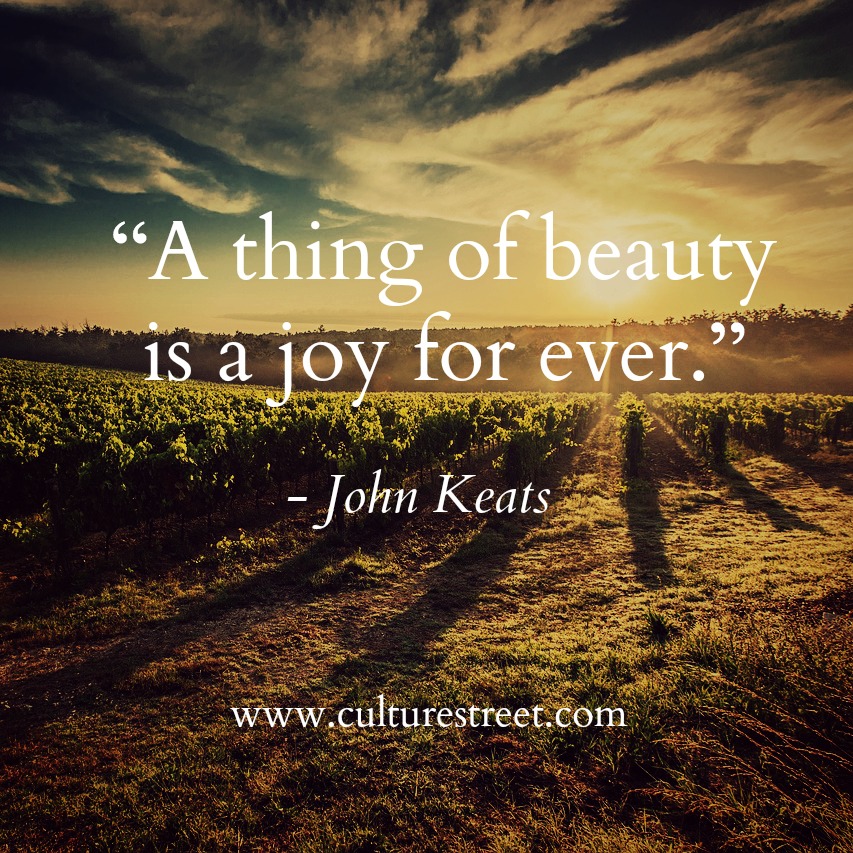 “A thing of beauty
is a joy for ever.”
- John Keats
www.culturestreet.com